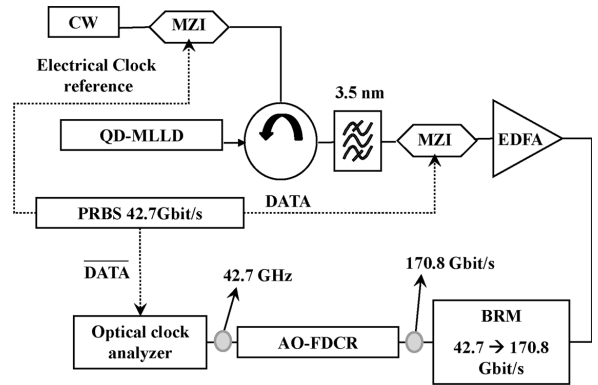 CW
MZI
Electrical Clock
reference
3.5 nm
QD-MLLD
MZI
EDFA
PRBS 42.7Gbit/s
DATA
DATA
42.7 GHz
170.8 Gbit/s
Optical clock
analyzer
AO-FDCR
BRM
42.7 → 170.8
Gbit/s